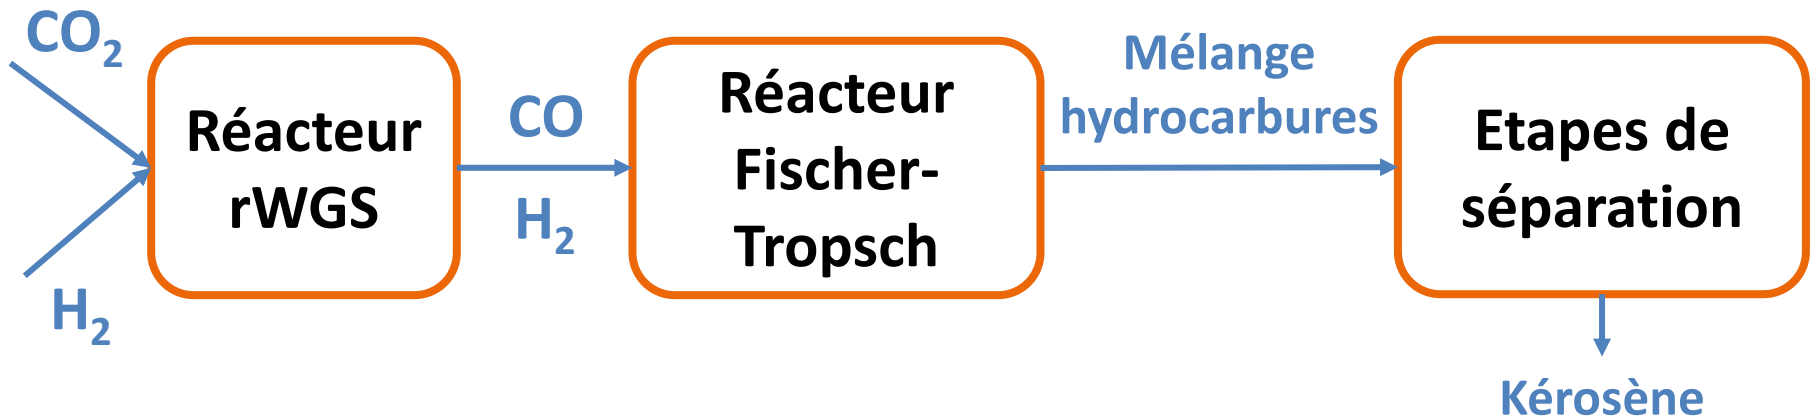 CO₂
H₂
Réacteur
rWGS
CO
H₂
Réacteur
Fischer-
Tropsch
Mélange
hydrocarbures
Etapes de
séparation
Kérosène